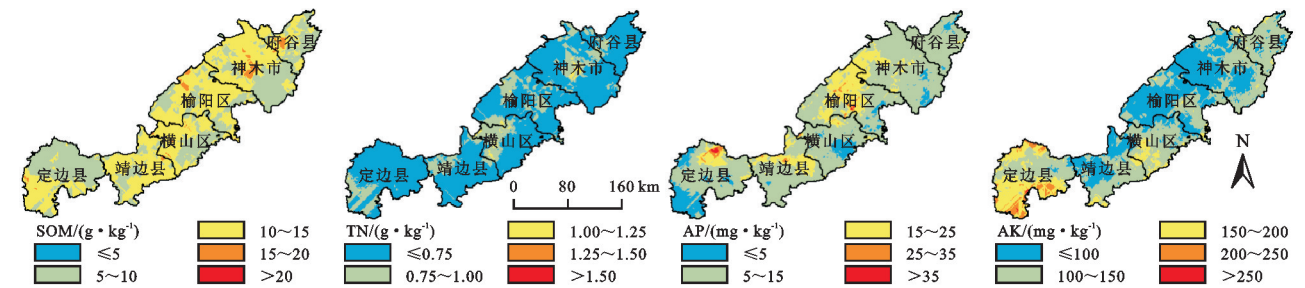 府谷县
神木市
榆阳区
横山区
靖边县
定边县
SOM/(g·kg⁻¹)
≤5
5~10
10~15
15~20
>20
府谷县
神木市
榆阳区
横山区
靖边县
定边县
0 80 160 km
TN/(g·kg⁻¹)
≤0.75
0.75~1.00
1.00~1.25
1.25~1.50
>1.50
府谷县
神木市
榆阳区
横山区
靖边县
定边县
AP/(mg·kg⁻¹)
≤5
5~15
15~25
25~35
>35
府谷县
神木市
榆阳区
横山区
靖边县
定边县
N
AK/(mg·kg⁻¹)
≤100
100~150
150~200
200~250
>250